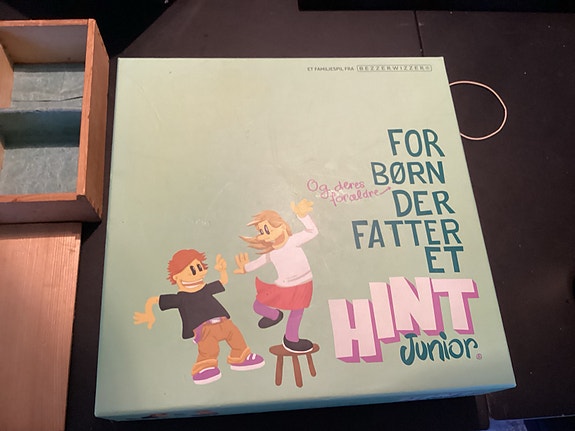 ET FAMILIESPIL FRA BEZZERWIZZER®
FOR
BØRN
Og deres
forældre
DER
FATTER
ET
HINT
Junior®